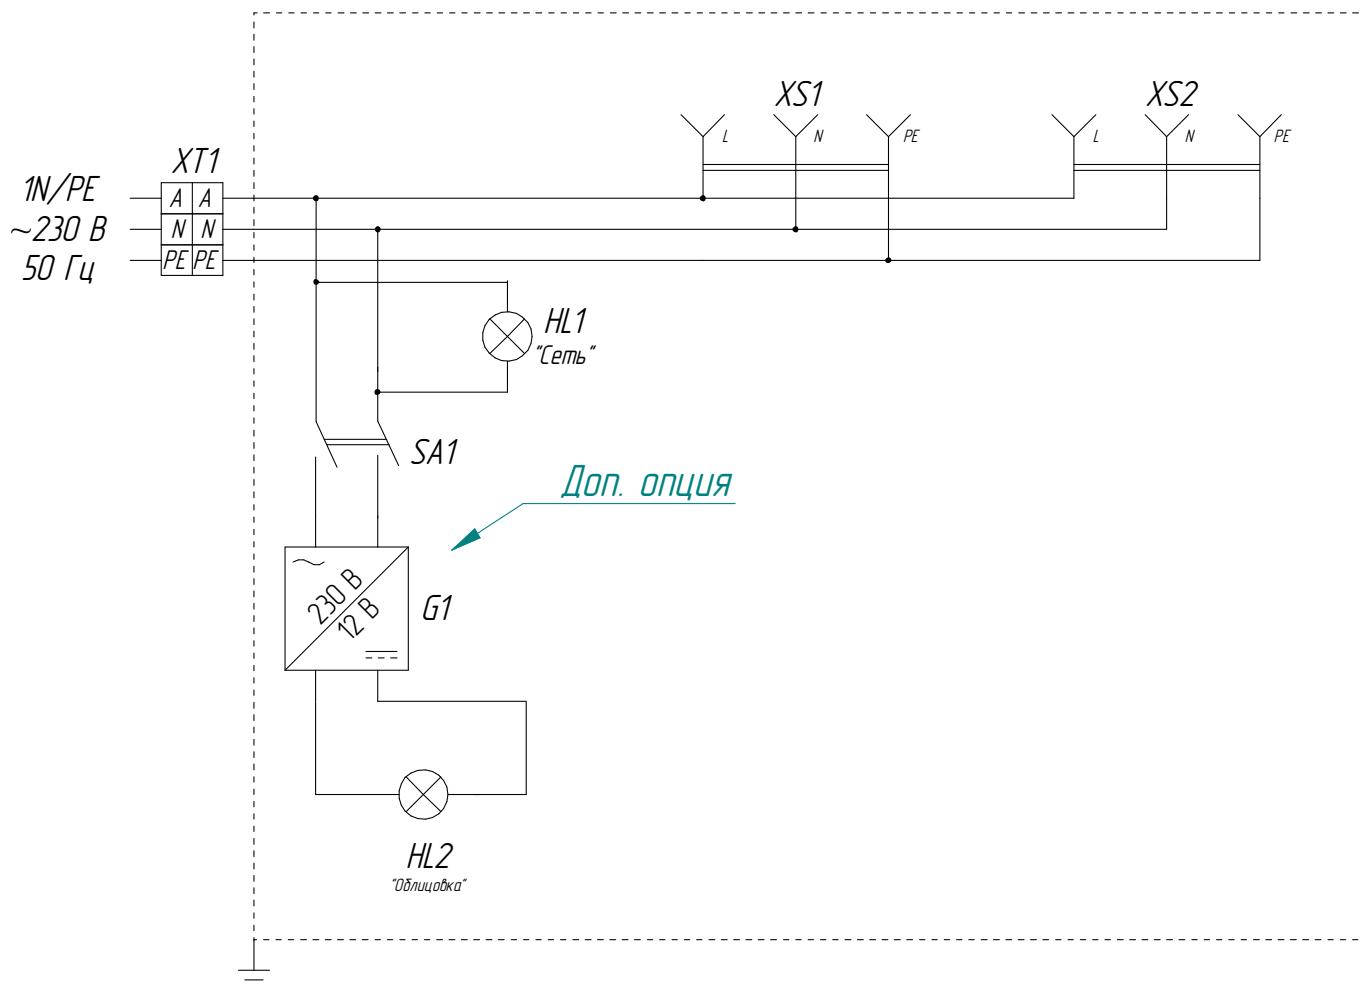 XS1
XS2
L
N
PE
L
N
PE
XT1
1N/PE
~230 В
50 Гц
A A
N N
PE PE
HL1
"Сеть"
SA1
Доп. опция
230 В
12 В
G1
HL2
"Облицовка"